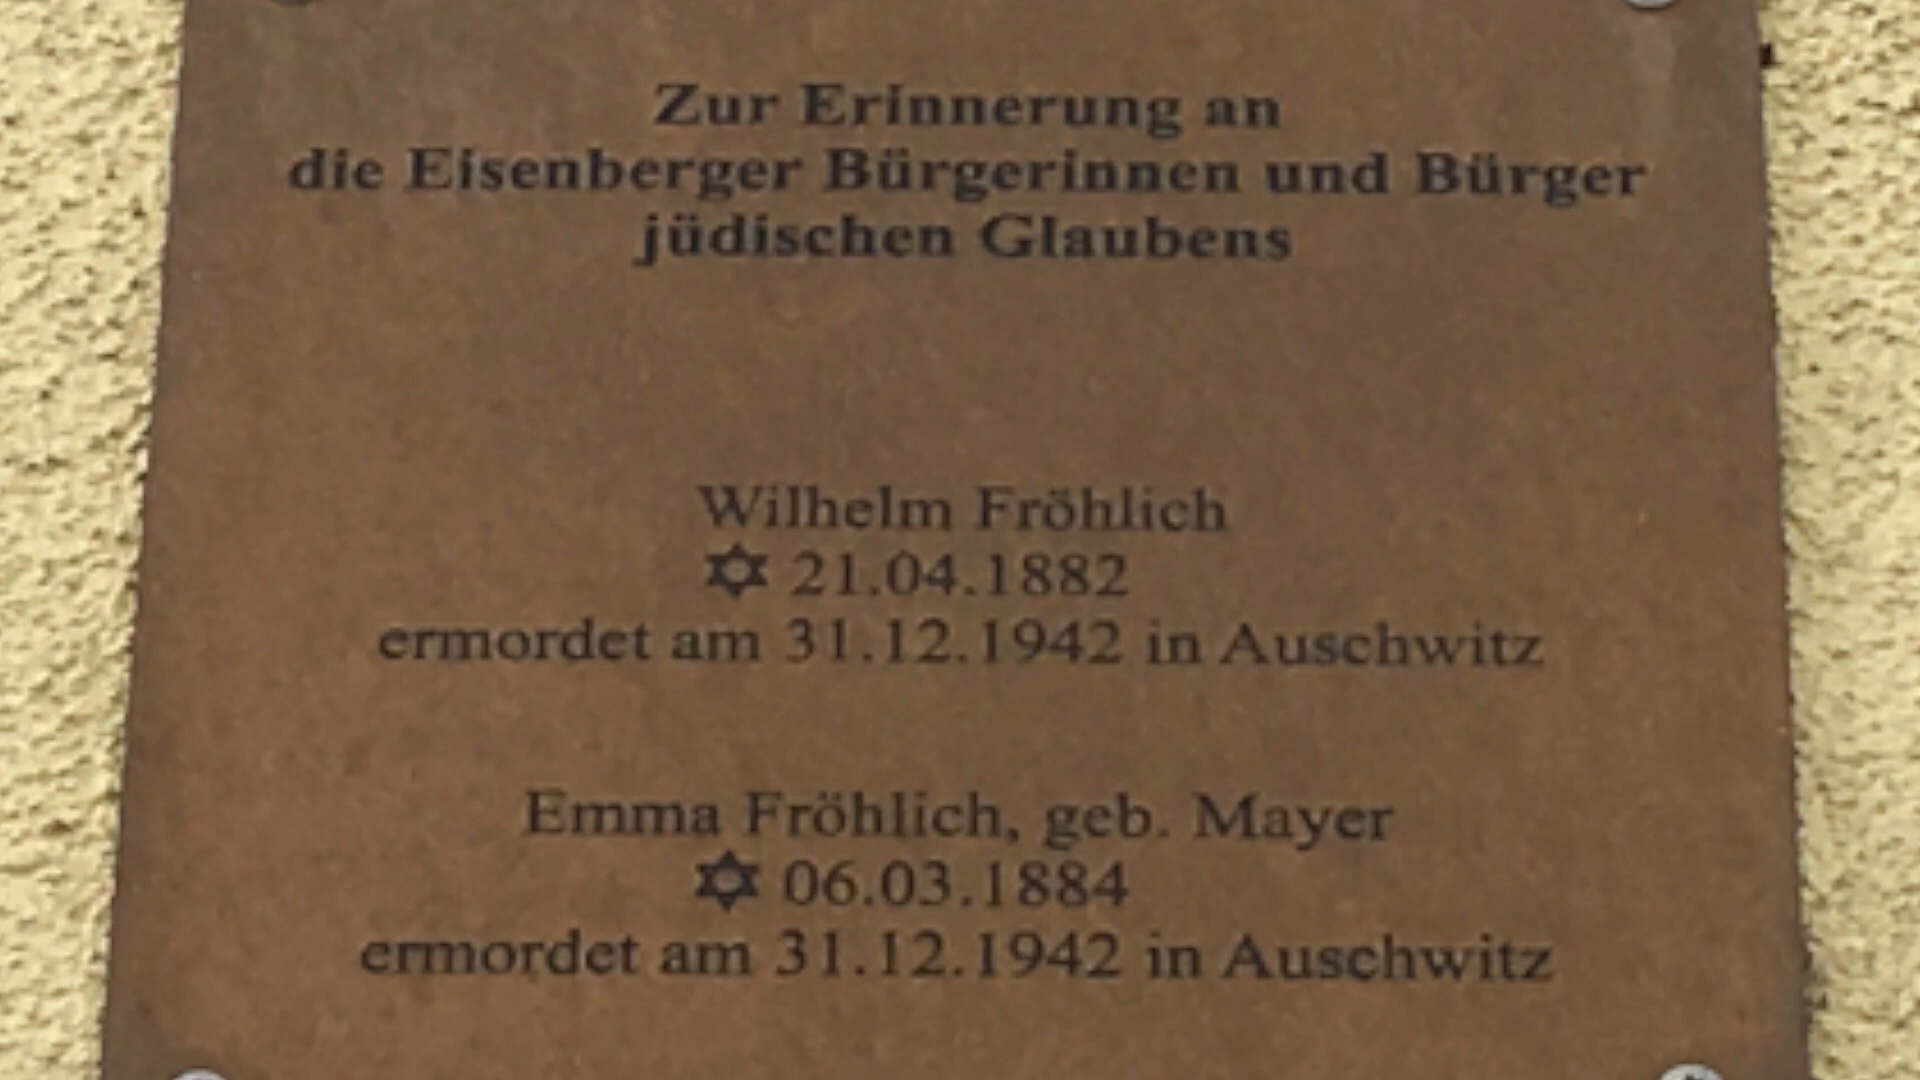 Zur Erinnerung an
die Eisenberger Bürgerinnen und Bürger
jüdischen Glaubens
Wilhelm Fröhlich
✡ 21.04.1882
ermordet am 31.12.1942 in Auschwitz
Emma Fröhlich, geb. Mayer
✡ 06.03.1884
ermordet am 31.12.1942 in Auschwitz